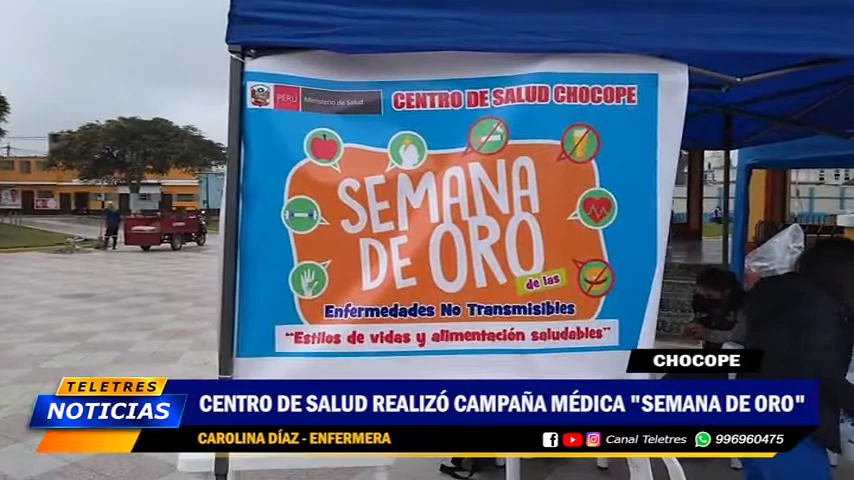 PERÚ Ministerio de Salud
CENTRO DE SALUD CHOCOPE
SEMANA
DE ORO
de las
Enfermedades No Transmisibles
"Estilos de vidas y alimentación saludables"
CHOCOPE
TELETRES
NOTICIAS
CENTRO DE SALUD REALIZÓ CAMPAÑA MÉDICA "SEMANA DE ORO"
CAROLINA DÍAZ - ENFERMERA
Canal Teletres 996960475